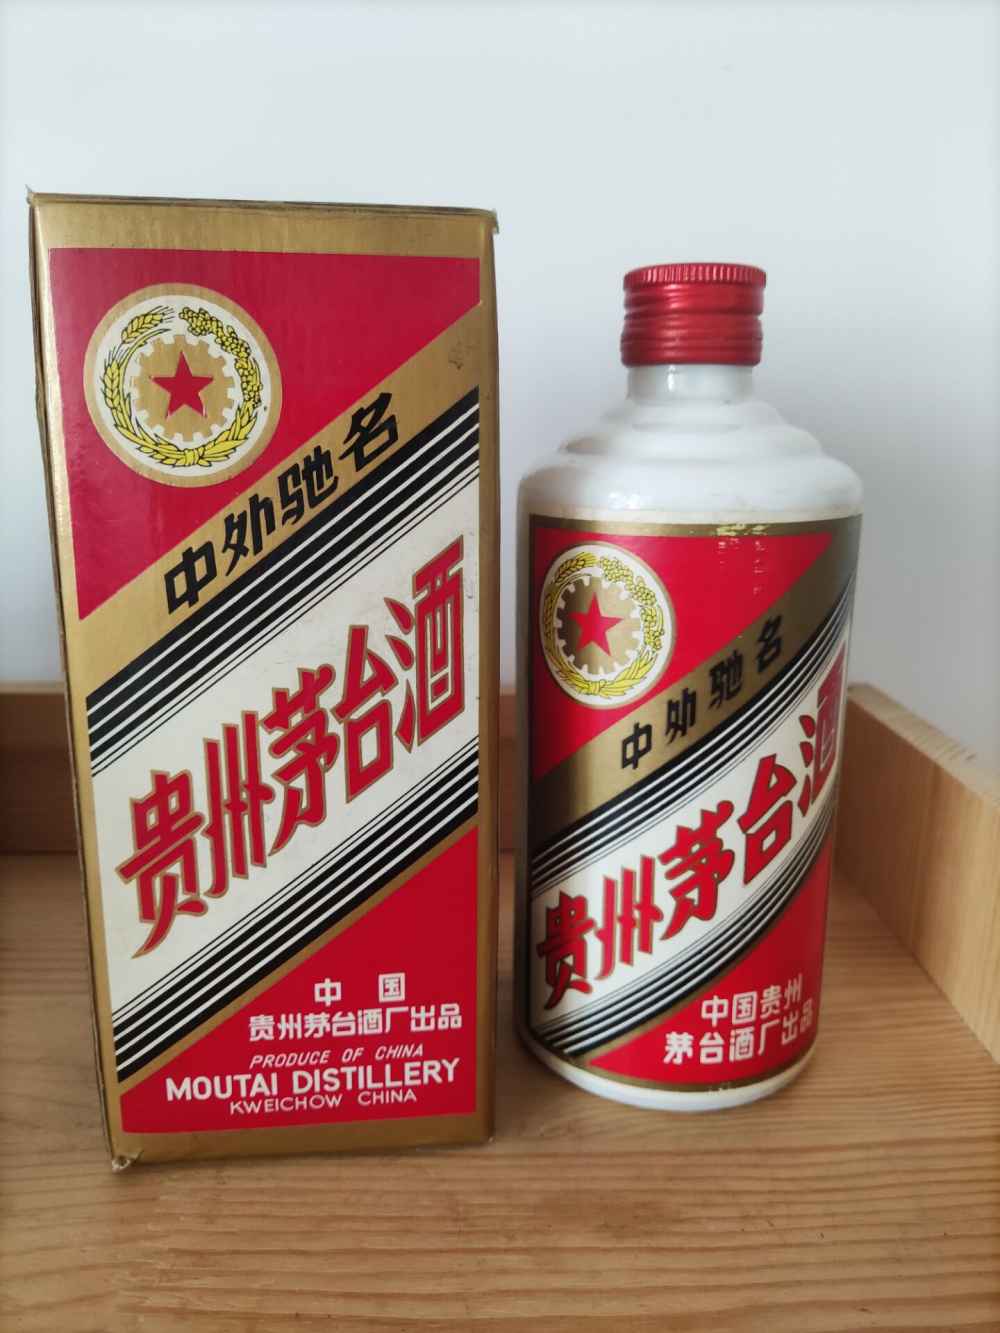 中外驰名
贵州茅台酒
中国
贵州茅台酒厂出品
PRODUCE OF CHINA
MOUTAI DISTILLERY
KWEICHOW CHINA
中外驰名
贵州茅台酒
中国贵州
茅台酒厂出品